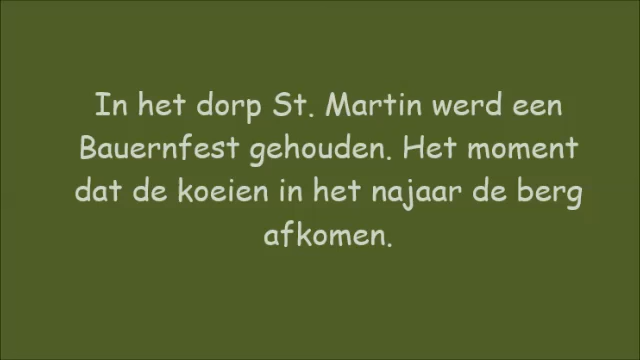 In het dorp St. Martin werd een
Bauernfest gehouden. Het moment
dat de koeien in het najaar de berg
afkomen.